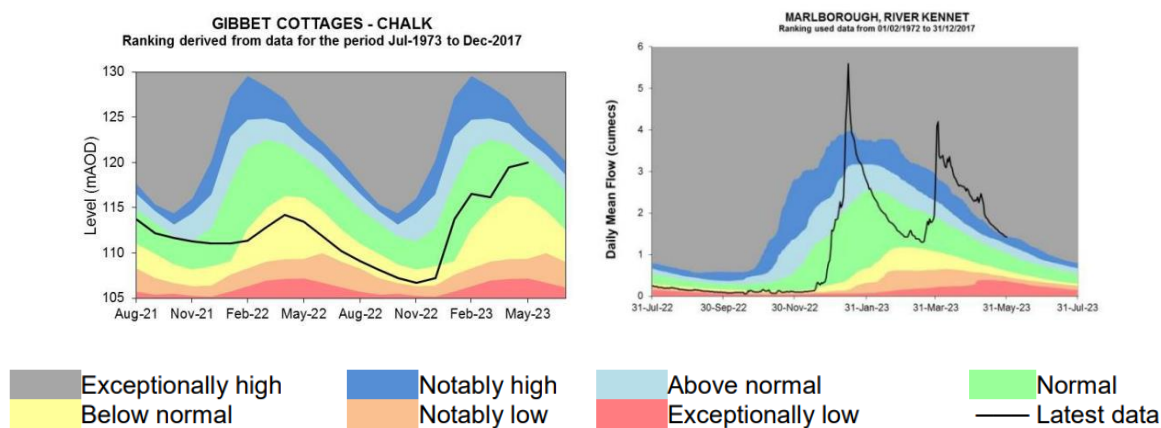 GIBBET COTTAGES - CHALK
Ranking derived from data for the period Jul-1973 to Dec-2017
Level (mAOD)
130
125
120
115
110
105
Aug-21 Nov-21 Feb-22 May-22 Aug-22 Nov-22 Feb-23 May-23
MARLBOROUGH, RIVER KENNET
Ranking used data from 01/02/1972 to 31/12/2017
Daily Mean Flow (cumecs)
6
5
4
3
2
1
0
31-Jul-22 30-Sep-22 30-Nov-22 31-Jan-23 31-Mar-23 31-May-23 31-Jul-23
Exceptionally high Notably high Above normal Normal
Below normal Notably low Exceptionally low Latest data